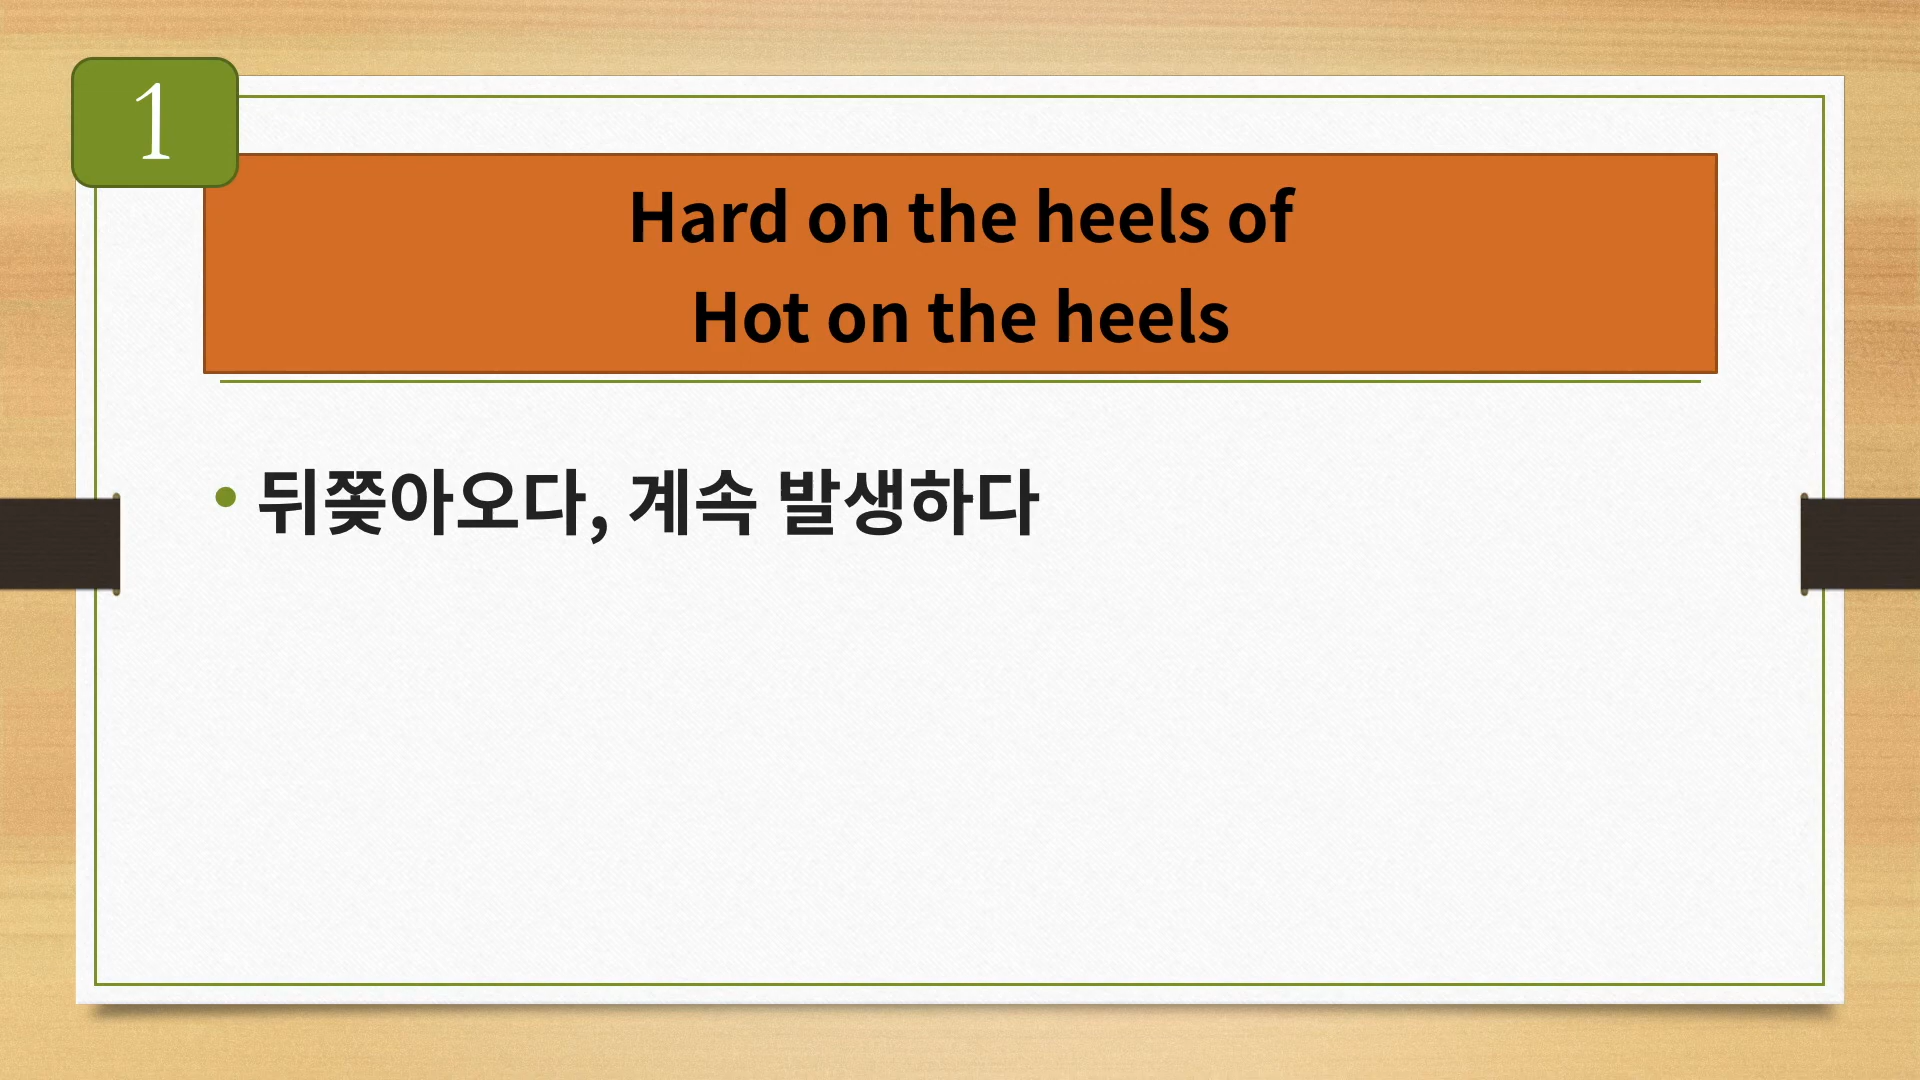 1
Hard on the heels of
Hot on the heels
• 뒤쫒아오다, 계속 발생하다